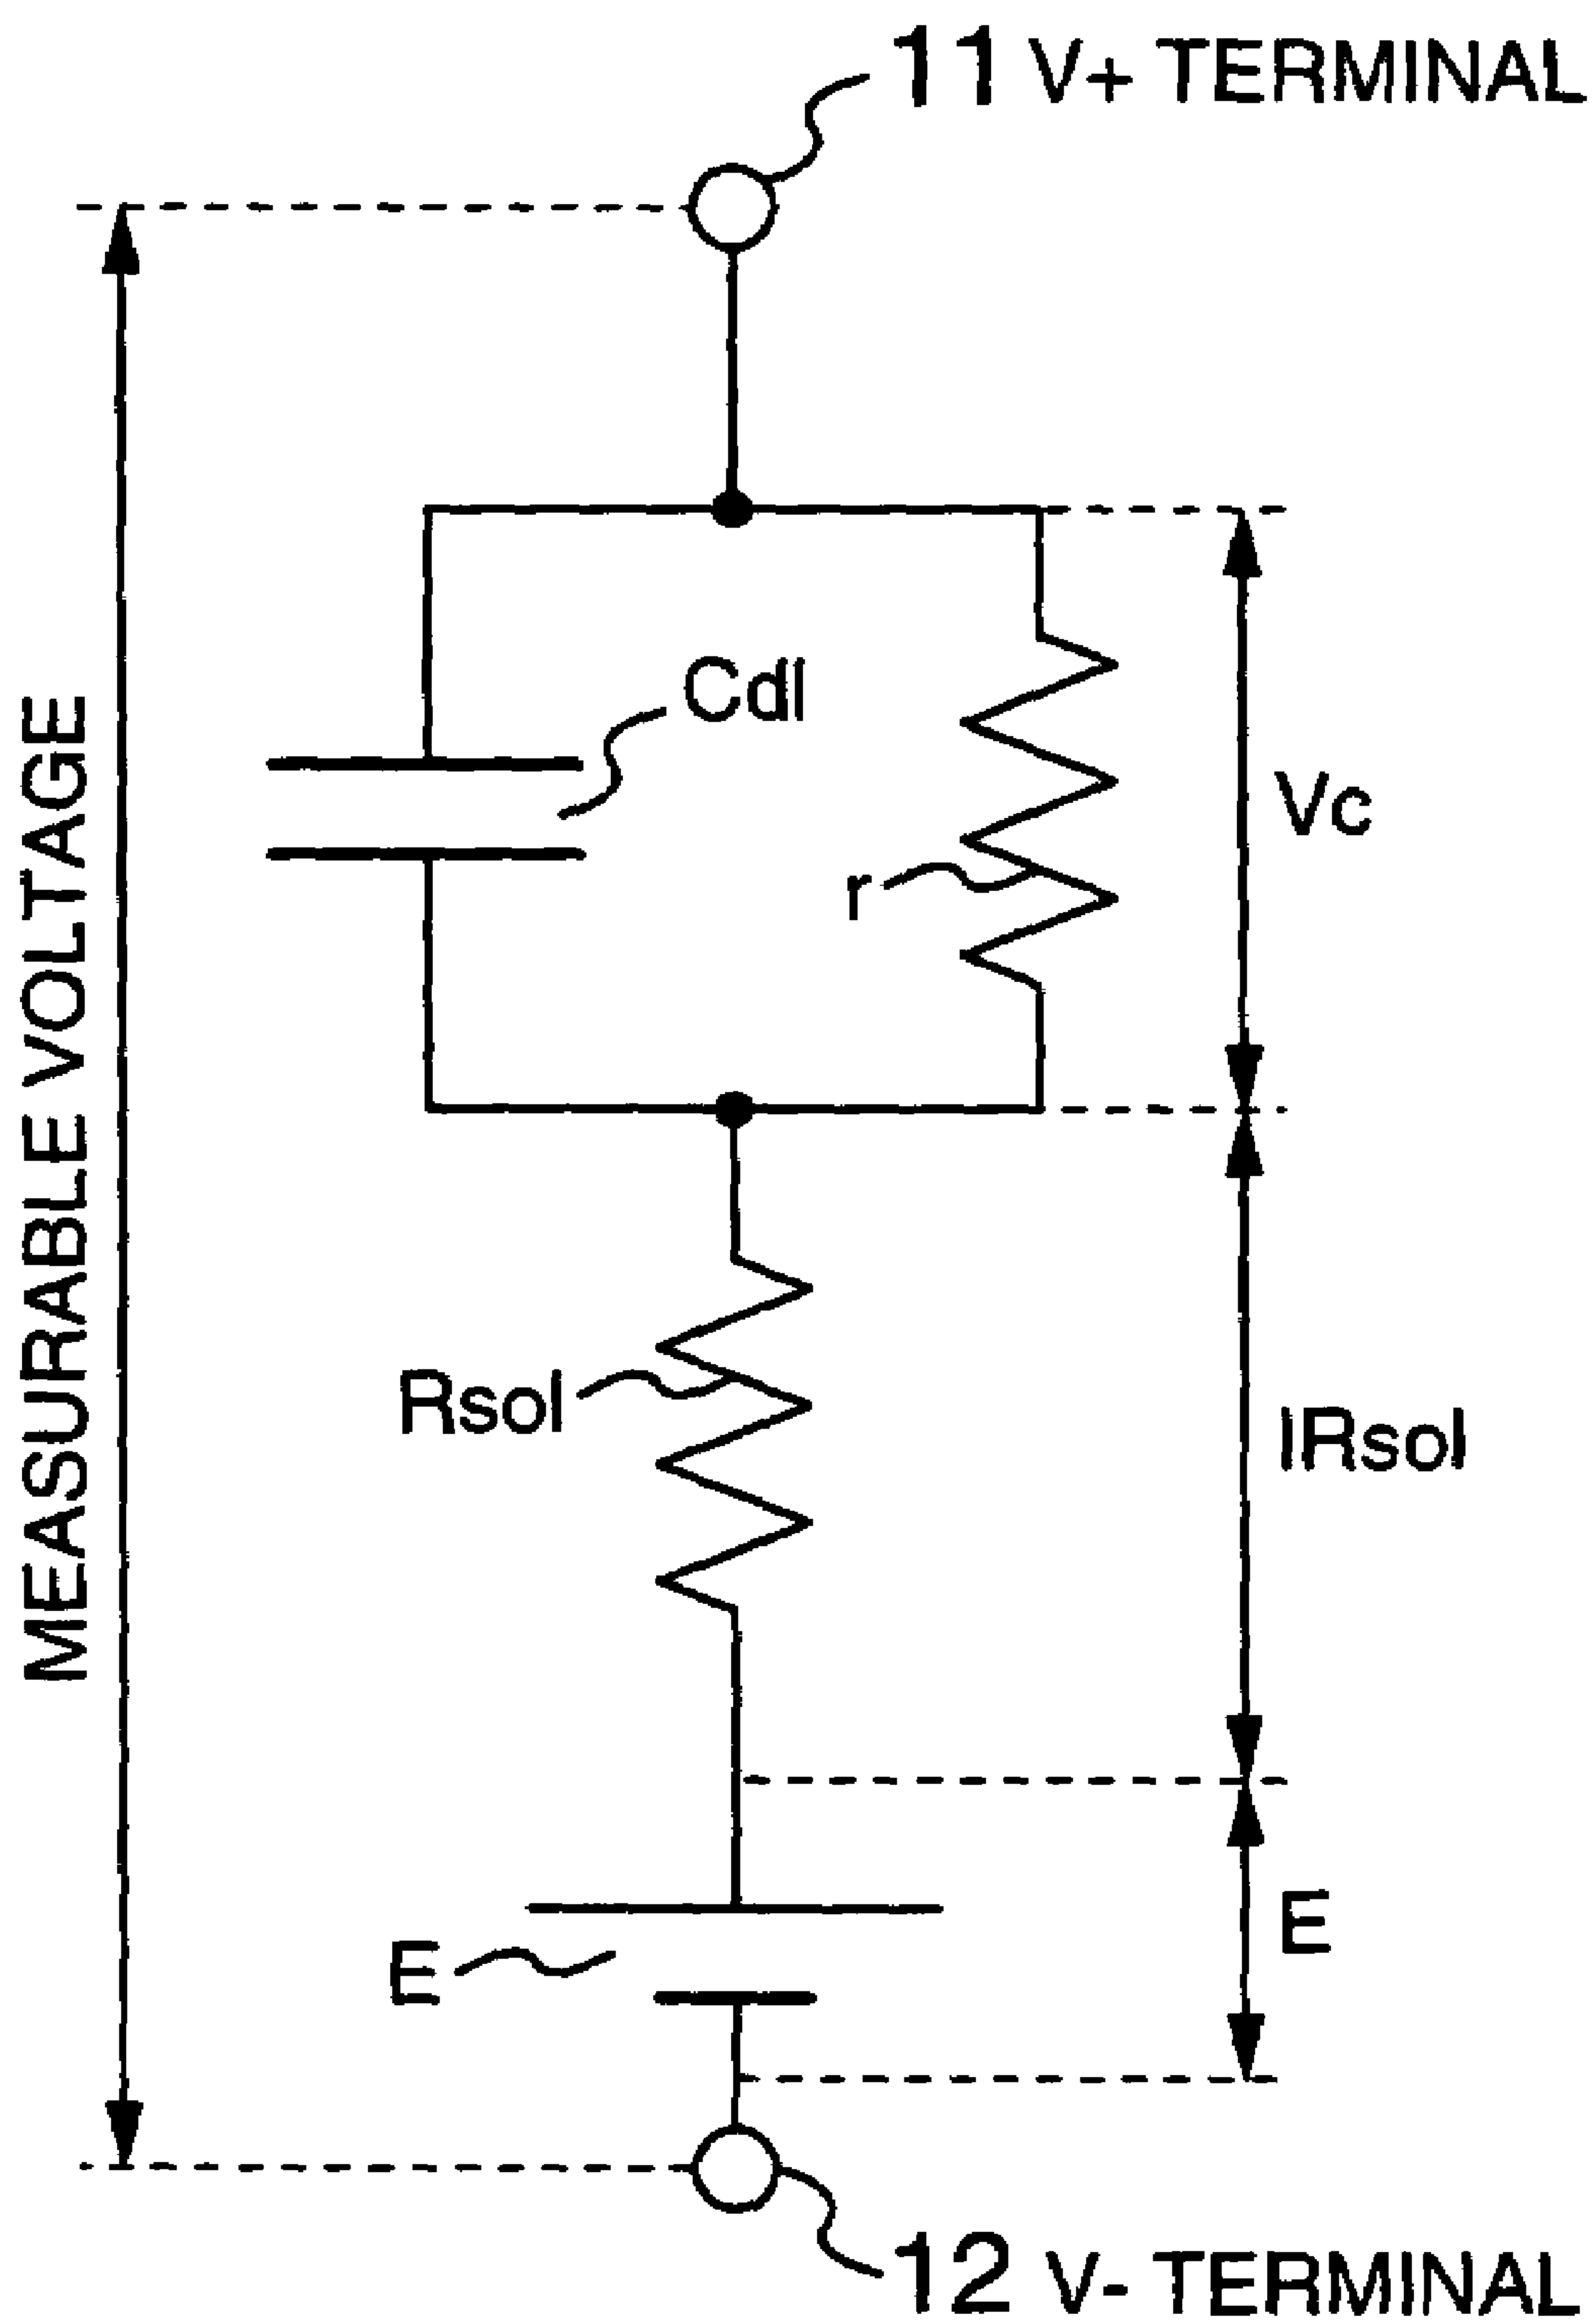 11 V+ TERMINAL
Cdl
Vc
r
MEASURABLE VOLTAGE
Rsol
IRsol
E
E
12 V- TERMINAL